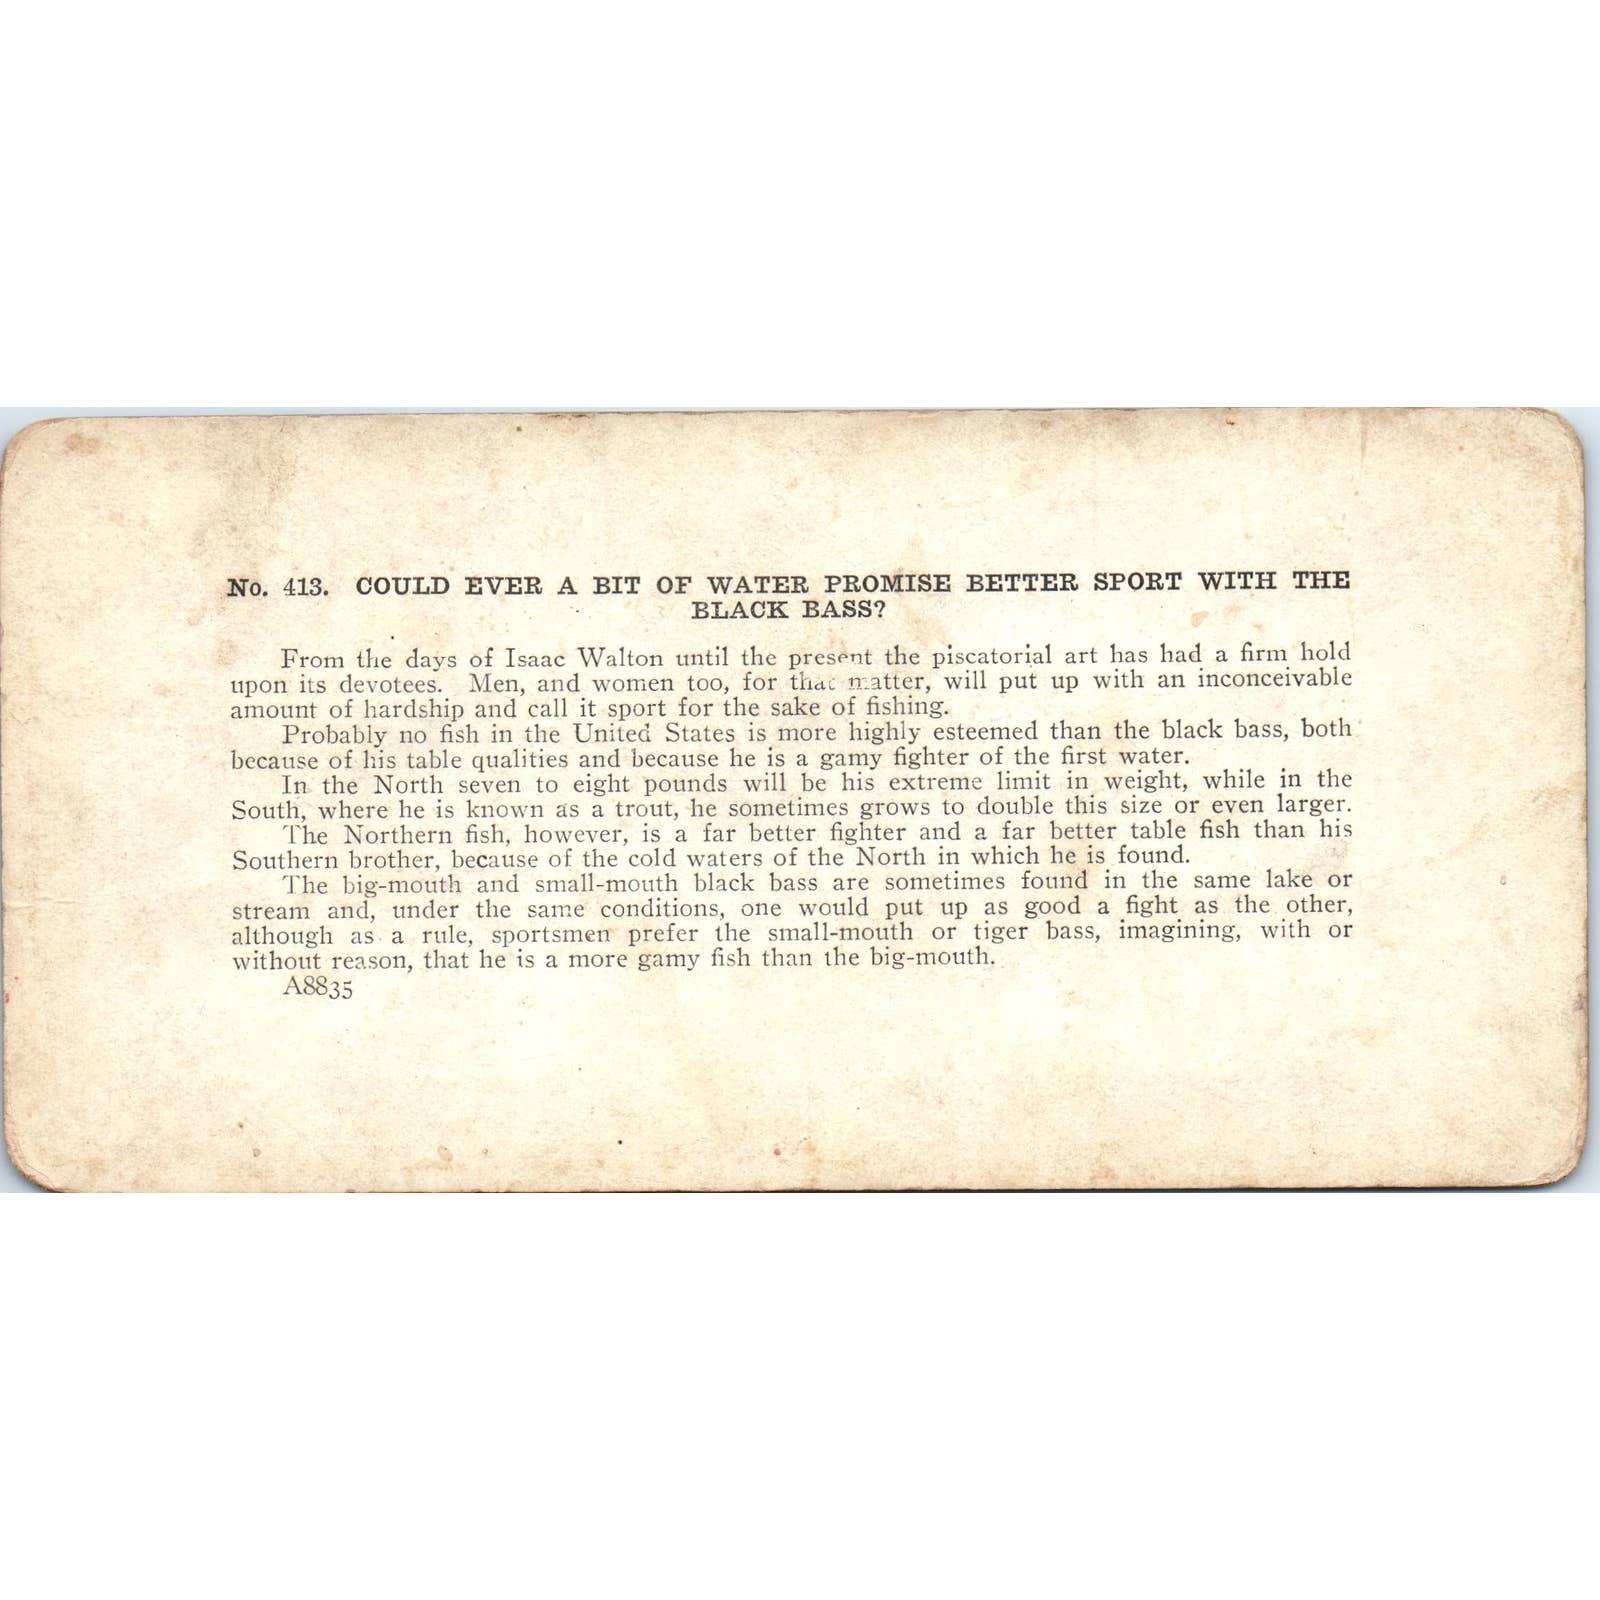 No. 413. COULD EVER A BIT OF WATER PROMISE BETTER SPORT WITH THE
BLACK BASS?
From the days of Isaac Walton until the present the piscatorial art has had a firm hold
upon its devotees. Men, and women too, for that matter, will put up with an inconceivable
amount of hardship and call it sport for the sake of fishing.
Probably no fish in the United States is more highly esteemed than the black bass, both
because of his table qualities and because he is a gamy fighter of the first water.
In the North seven to eight pounds will be his extreme limit in weight, while in the
South, where he is known as a trout, he sometimes grows to double this size or even larger.
The Northern fish, however, is a far better fighter and a far better table fish than his
Southern brother, because of the cold waters of the North in which he is found.
The big-mouth and small-mouth black bass are sometimes found in the same lake or
stream and, under the same conditions, one would put up as good a fight as the other,
although as a rule, sportsmen prefer the small-mouth or tiger bass, imagining, with or
without reason, that he is a more gamy fish than the big-mouth.
A8835